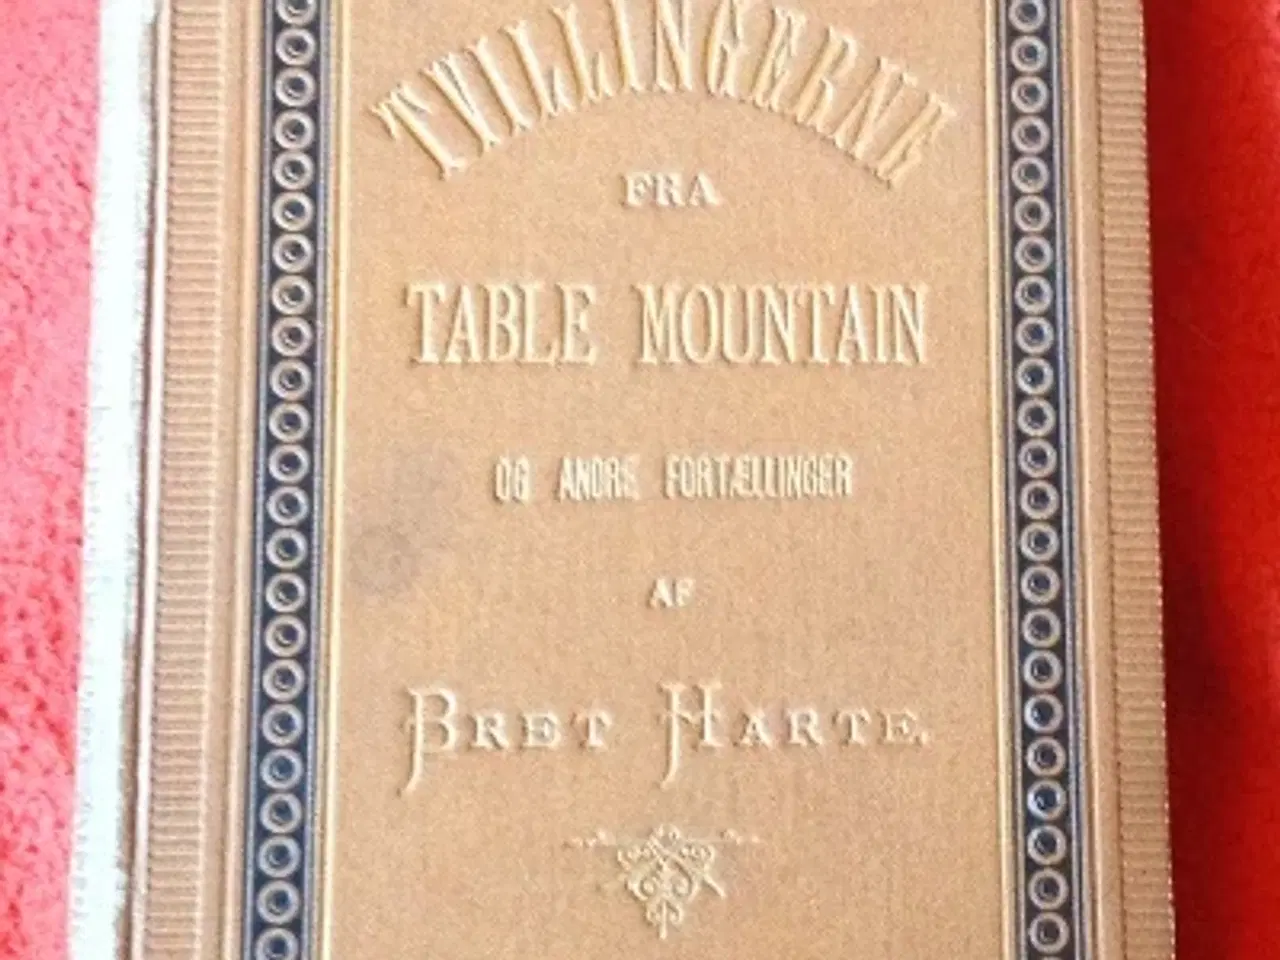 TVILLINGERNE
FRA
TABLE MOUNTAIN
OG ANDRE FORTÆLLINGER
AF
BRET HARTE.